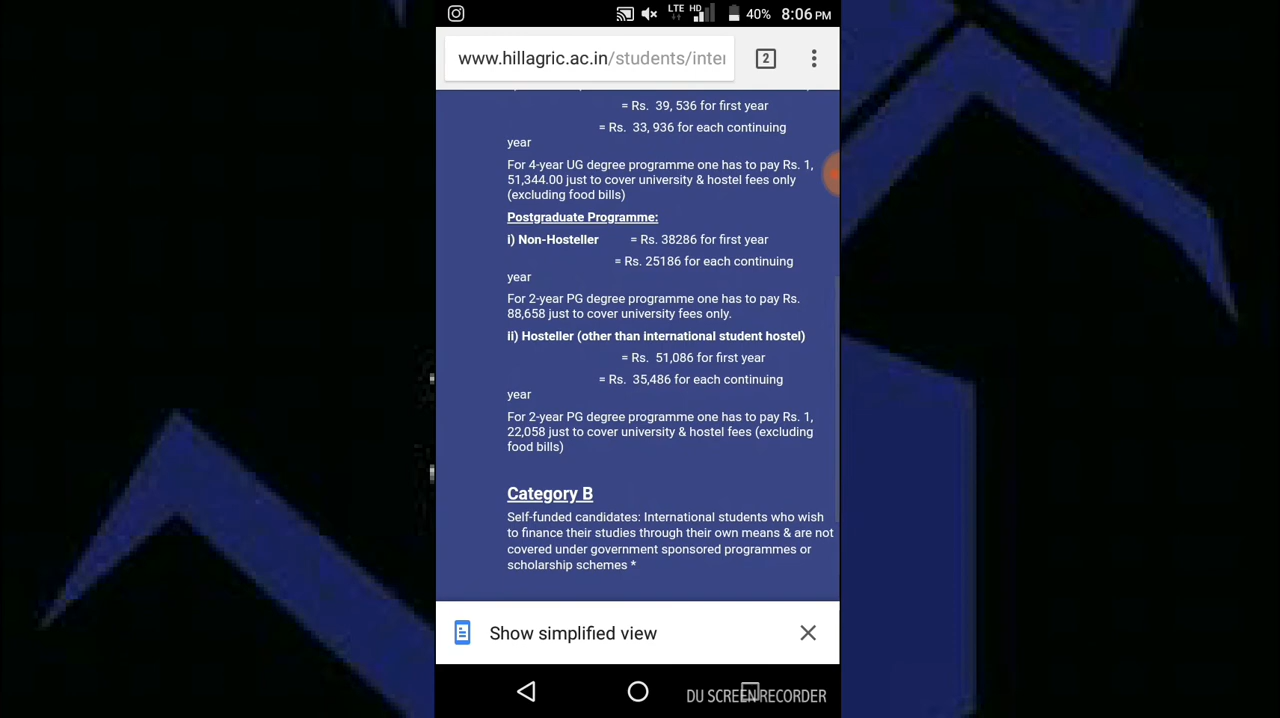 LTE HD 40% 8:06 PM
www.hillagric.ac.in/students/inter
2
= Rs. 39, 536 for first year
= Rs. 33, 936 for each continuing
year
For 4-year UG degree programme one has to pay Rs. 1,
51,344.00 just to cover university & hostel fees only
(excluding food bills)
Postgraduate Programme:
i) Non-Hosteller = Rs. 38286 for first year
= Rs. 25186 for each continuing
year
For 2-year PG degree programme one has to pay Rs.
88,658 just to cover university fees only.
ii) Hosteller (other than international student hostel)
= Rs. 51,086 for first year
= Rs. 35,486 for each continuing
year
For 2-year PG degree programme one has to pay Rs. 1,
22,058 just to cover university & hostel fees (excluding
food bills)
Category B
Self-funded candidates: International students who wish
to finance their studies through their own means & are not
covered under government sponsored programmes or
scholarship schemes *
Show simplified view
DU SCREEN RECORDER